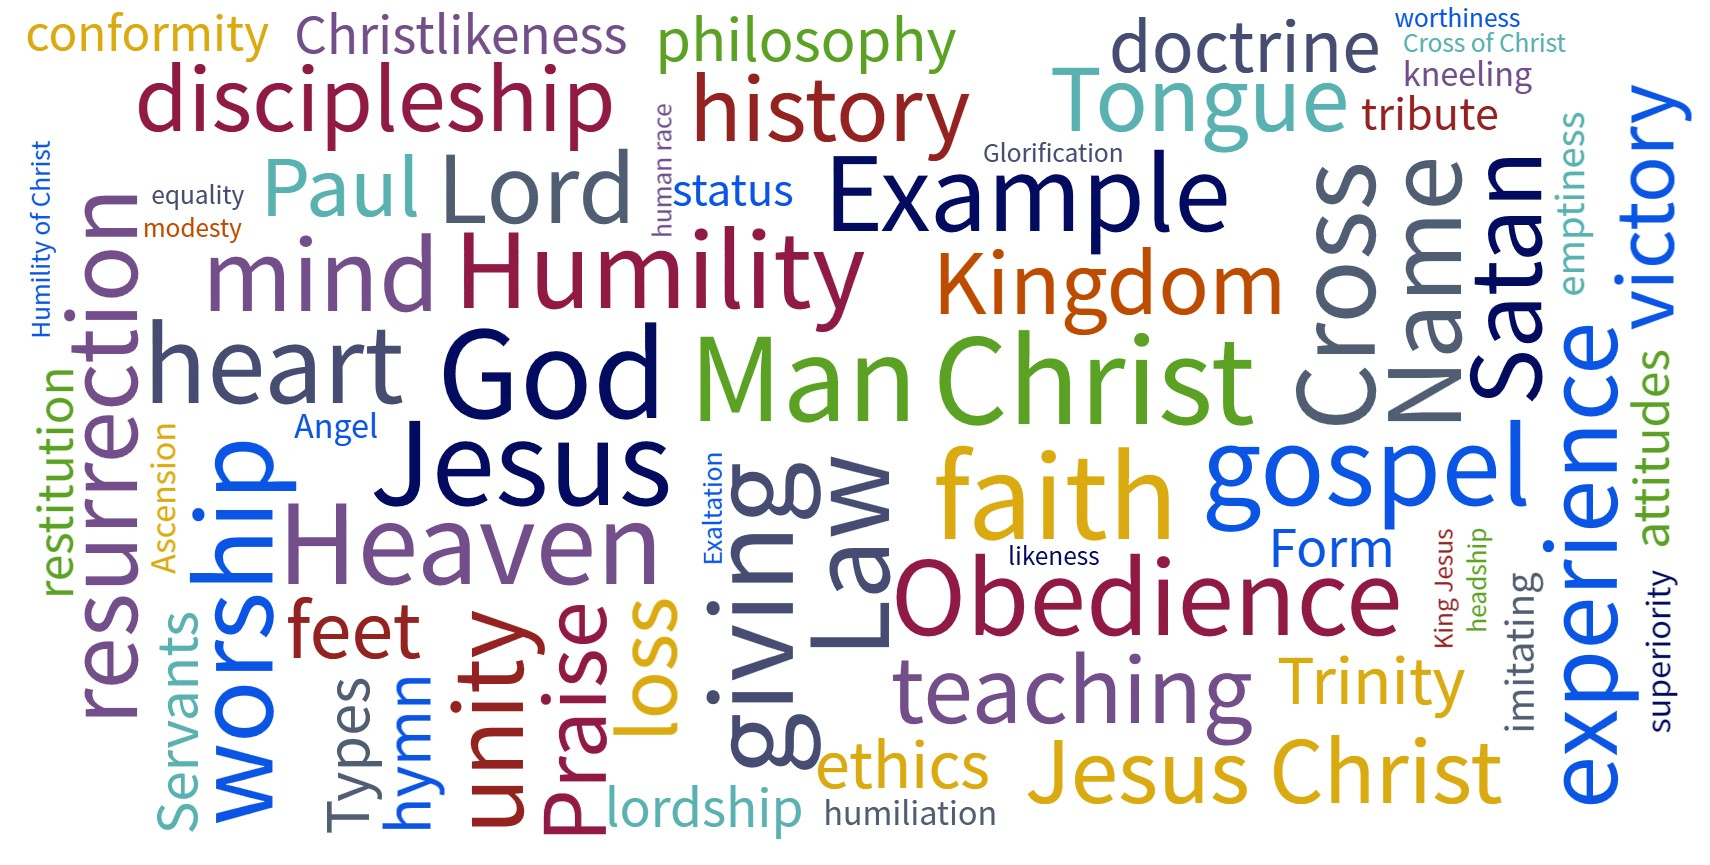 conformity
Christlikeness
philosophy
doctrine
worthiness
Cross of Christ
kneeling
discipleship
history
Tongue
tribute
human race
Glorification
Humility of Christ
equality
modesty
Paul
Lord
status
Example
Cross
Name
Satan
emptiness
victory
resurrection
mind
Humility
Kingdom
heart
God
Man
Christ
restitution
Ascension
Angel
worship
Jesus
Exaltation
giving
Law
faith
gospel
experience
attitudes
Heaven
likeness
Form
Obedience
King Jesus
headship
imitating
superiority
Servants
feet
Types
hymn
unity
Praise
loss
teaching
Trinity
ethics
Jesus Christ
lordship
humiliation